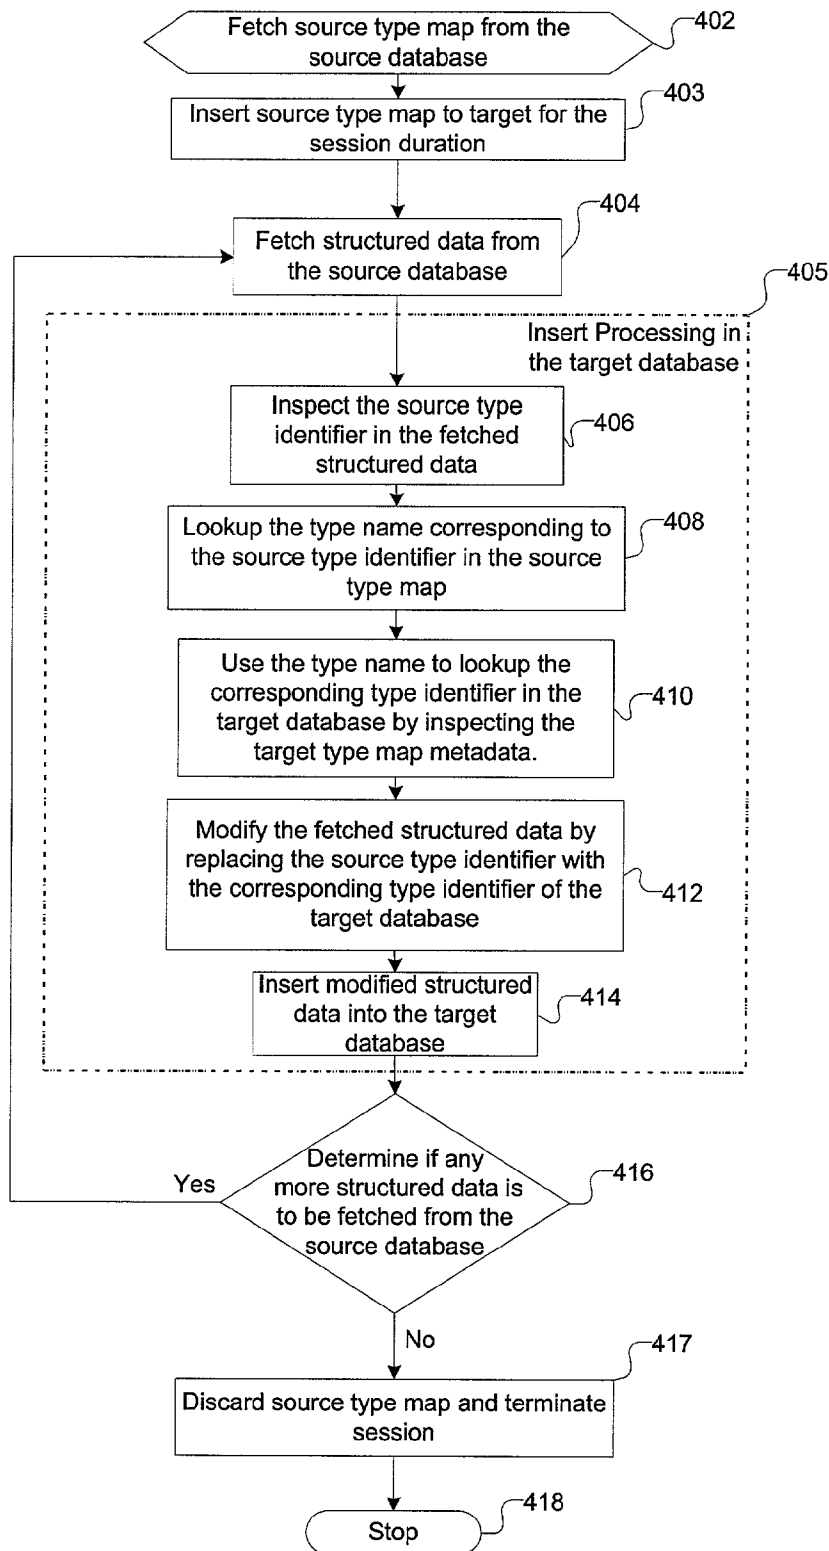 Fetch source type map from the
source database
402
Insert source type map to target for the
session duration
403
Fetch structured data from
the source database
404
405
Insert Processing in
the target database
Inspect the source type
identifier in the fetched
structured data
406
Lookup the type name corresponding to
the source type identifier in the source
type map
408
Use the type name to lookup the
corresponding type identifier in the
target database by inspecting the
target type map metadata.
410
Modify the fetched structured data by
replacing the source type identifier with
the corresponding type identifier of the
target database
412
Insert modified structured
data into the target
database
414
Determine if any
more structured data is
to be fetched from the
source database
416
Yes
No
Discard source type map and terminate
session
417
Stop
418